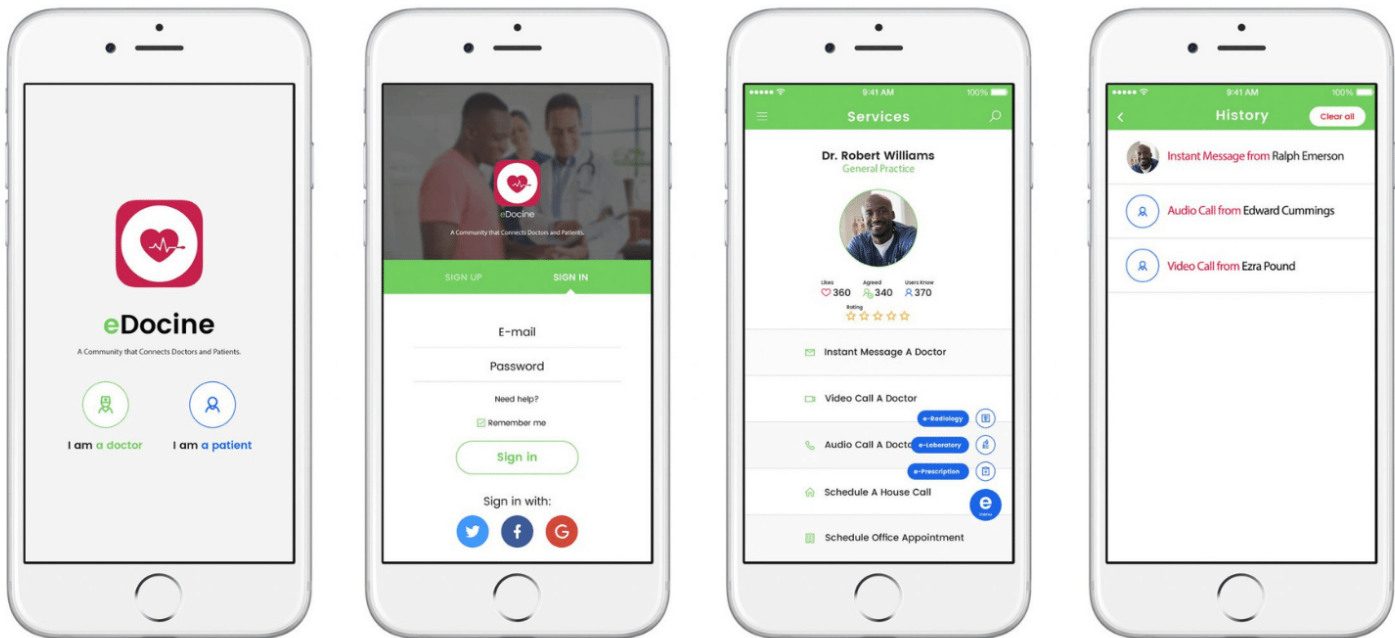 eDocine
A Community that Connects Doctors and Patients.
I am a doctor
I am a patient
eDocine
A Community that Connects Doctors and Patients.
SIGN UP
SIGN IN
E-mail
Password
Need help?
Remember me
Sign in
Sign in with:
9:41 AM
100%
Services
Dr. Robert Williams
General Practice
Likes
360
Agreed
340
Users Know
370
Rating
Instant Message A Doctor
Video Call A Doctor
e-Radiology
Audio Call A Docto
e-Laboratory
e-Prescription
Schedule A House Call
e
Schedule Office Appointment
9:41 AM
100%
History
Clear all
Instant Message from Ralph Emerson
Audio Call from Edward Cummings
Video Call from Ezra Pound